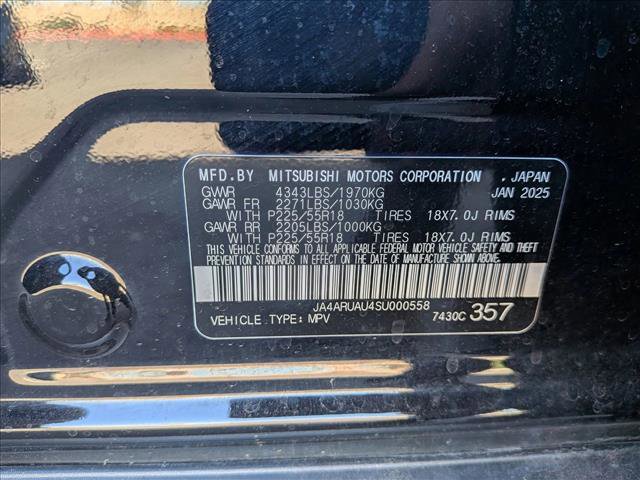 MFD.BY MITSUBISHI MOTORS CORPORATION . JAPAN
GVWR 4343LBS/1970KG JAN 2025
GAWR FR 2271LBS/1030KG
WITH P225/55R18 TIRES 18X7.0J RIMS
GAWR RR 2205LBS/1000KG
WITH P225/55R18 TIRES 18X7.0J RIMS
THIS VEHICLE CONFORMS TO ALL APPLICABLE FEDERAL MOTOR VEHICLE SAFETY AND THEFT
PREVENTION STANDARDS IN EFFECT ON THE DATE OF MANUFACTURE SHOWN ABOVE.
JA4ARUAU4SU000558
VEHICLE TYPE: MPV 7430C 357